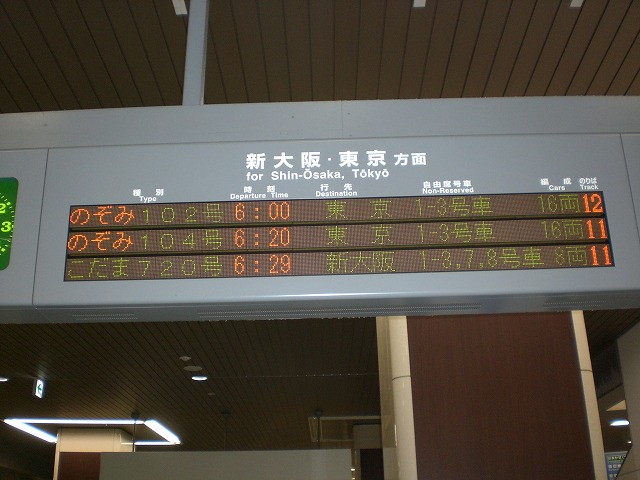 新大阪・東京 方面
for Shin-Ōsaka, Tōkyō
種別 時刻 行先 自由席号車 編成 のりば
Type Departure Time Destination Non-Reserved Cars Track
のぞみ 102号 6:00 東京 1-3号車 16両 12
のぞみ 104号 6:20 東京 1-3号車 16両 11
こだま 720号 6:29 新大阪 1-3,7,8号車 8両 11